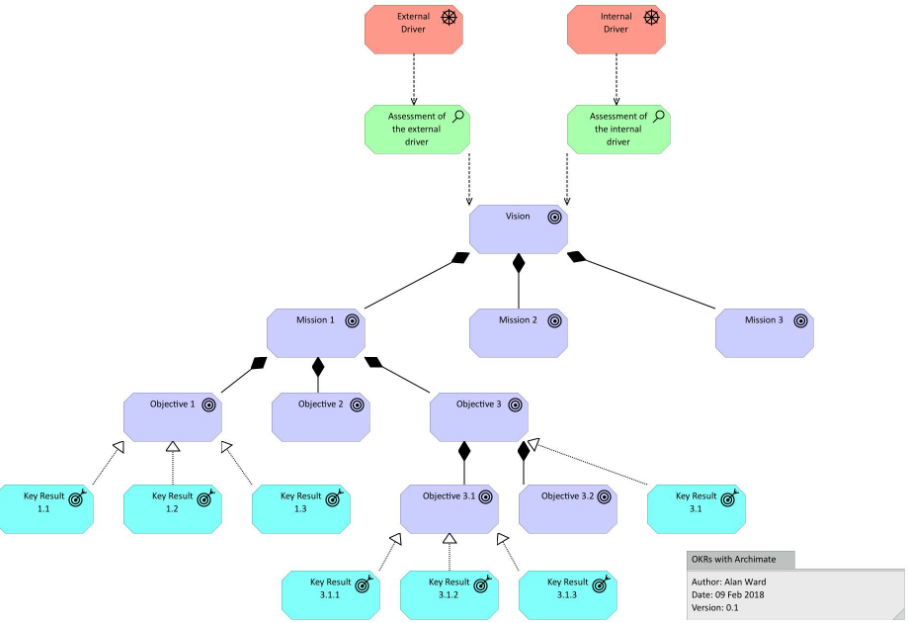 External
Driver
Internal
Driver
Assessment of
the external
driver
Assessment of
the internal
driver
Vision
Mission 1
Mission 2
Mission 3
Objective 1
Objective 2
Objective 3
Key Result
1.1
Key Result
1.2
Key Result
1.3
Objective 3.1
Objective 3.2
Key Result
3.1
Key Result
3.1.1
Key Result
3.1.2
Key Result
3.1.3
OKRs with Archimate
Author: Alan Ward
Date: 09 Feb 2018
Version: 0.1